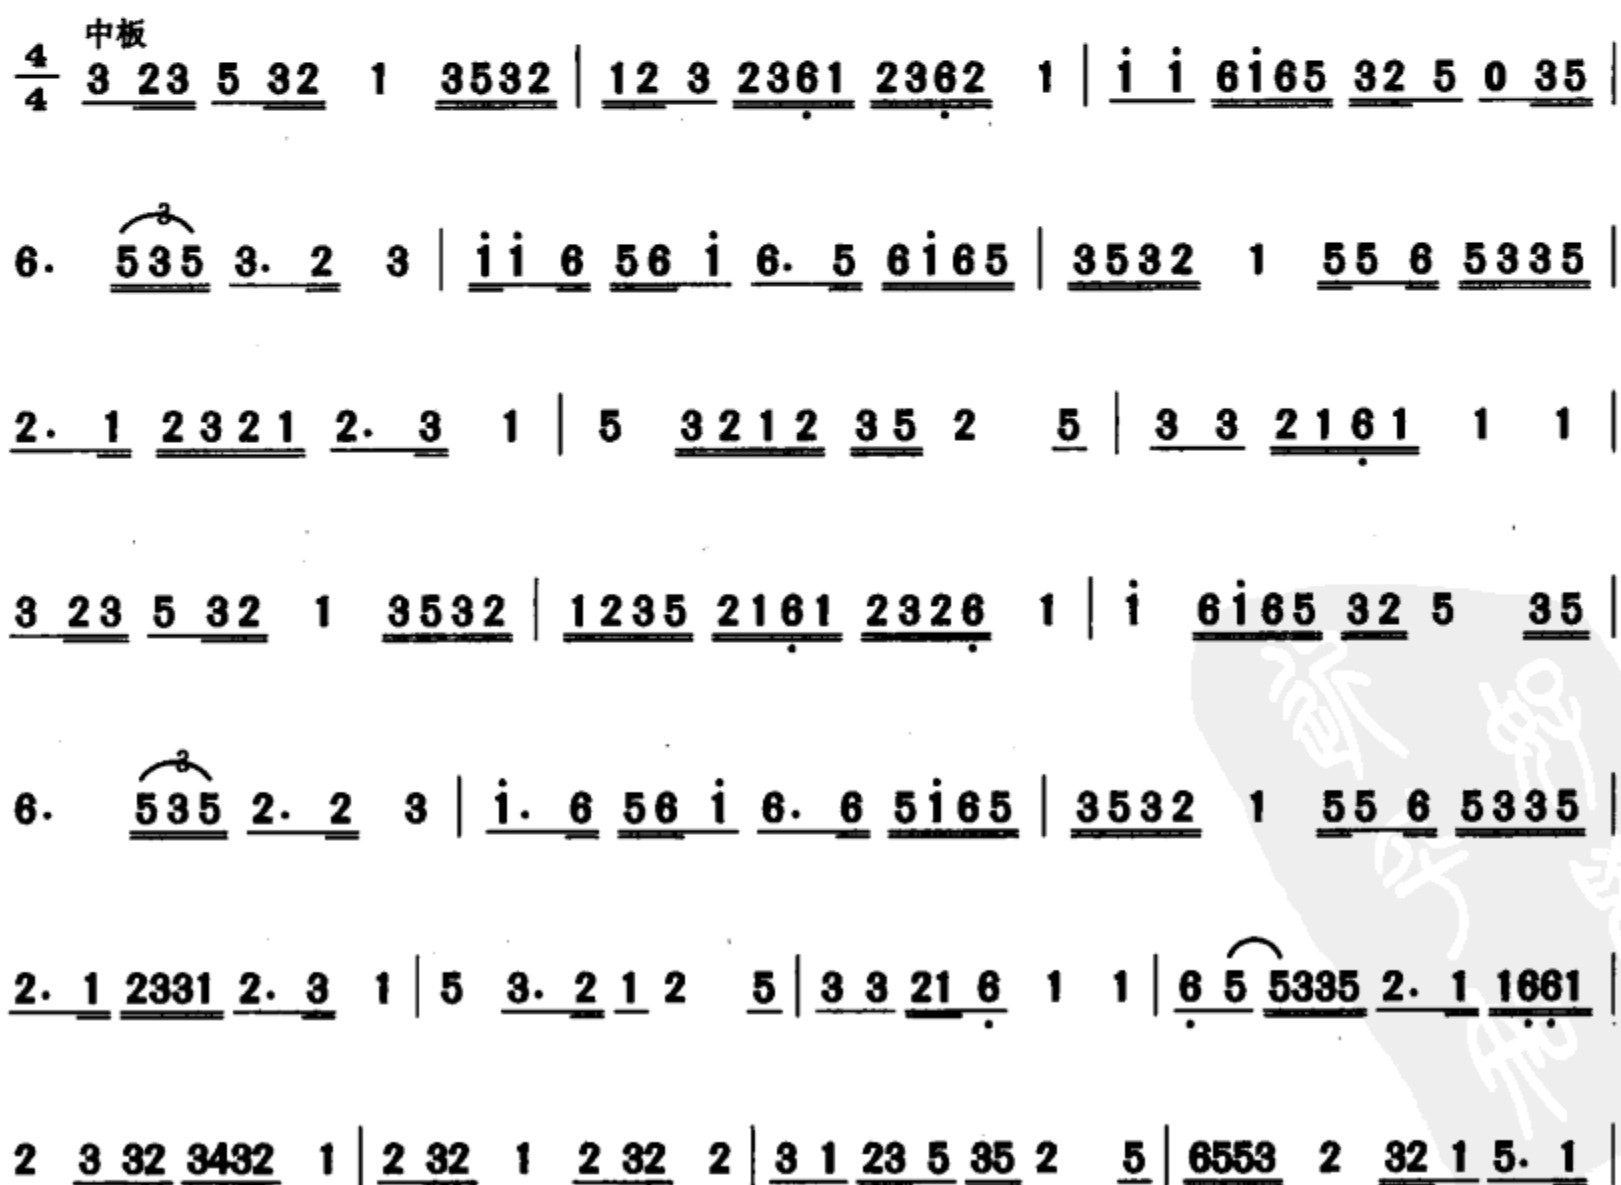 中板
4/4 3 23 5 32 1 3532 | 12 3 2361 2362 1 | i i 6i65 32 5 0 35 |
6. 3 535 3. 2 3 | ii 6 56 i 6. 5 6i65 | 3532 1 55 6 5335 |
2. 1 2321 2. 3 1 | 5 3212 35 2 5 | 3 3 2161 1 1 |
3 23 5 32 1 3532 | 1235 2161 2326 1 | i 6i65 32 5 35 |
6. 3 535 2. 2 3 | i. 6 56 i 6. 6 5i65 | 3532 1 55 6 5335 |
2. 1 2331 2. 3 1 | 5 3. 2 1 2 5 | 3 3 21 6 1 1 | 6 5 5335 2. 1 1661 |
2 3 32 3432 1 | 2 32 1 2 32 2 | 3 1 23 5 35 2 5 | 6553 2 32 1 5. 1 |